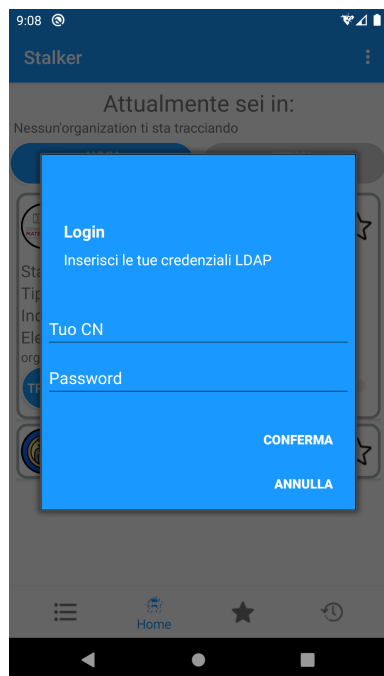 9:08
Stalker
Attualmente sei in:
Nessun'organization ti sta tracciando
Login
Inserisci le tue credenziali LDAP
Tuo CN
Password
CONFERMA
ANNULLA
Home